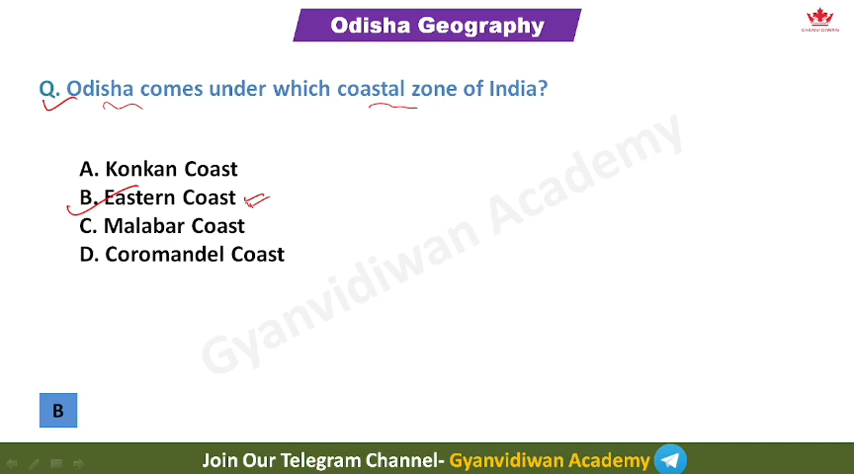 Odisha Geography
GYANVIDIWAN
Q. Odisha comes under which coastal zone of India?
A. Konkan Coast
B. Eastern Coast
C. Malabar Coast
D. Coromandel Coast
Gyanvidiwan Academy
B
Join Our Telegram Channel- Gyanvidiwan Academy